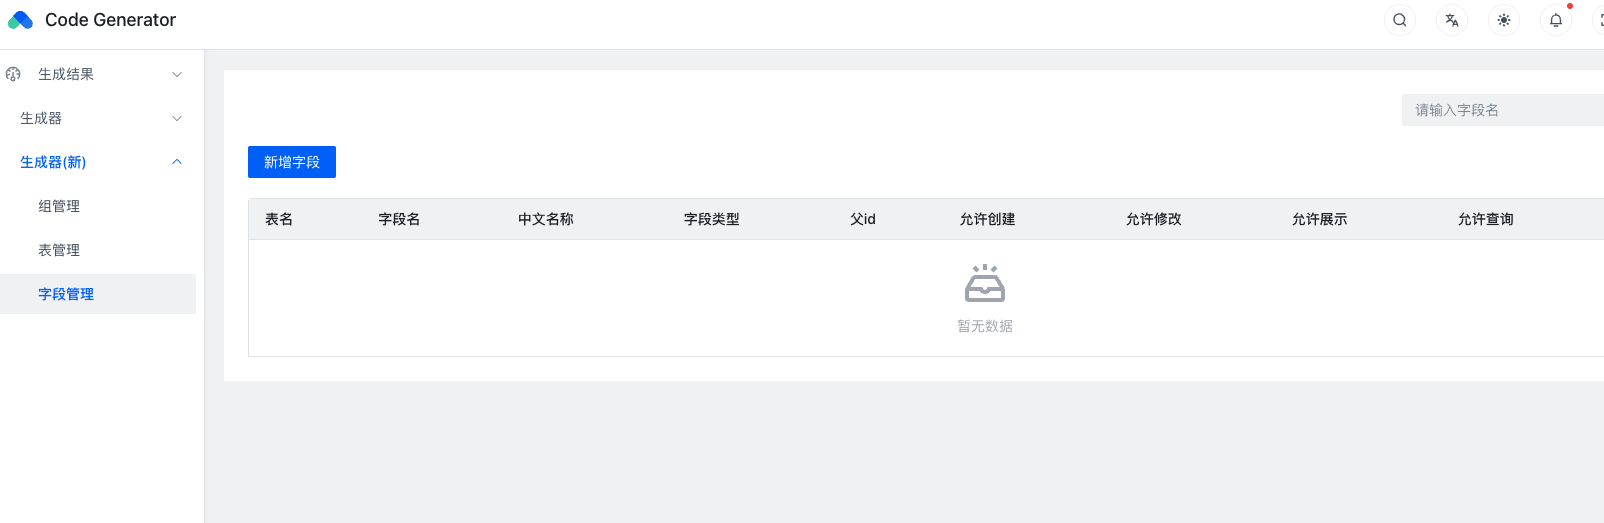 Code Generator
生成结果
生成器
生成器(新)
组管理
表管理
字段管理
请输入字段名
新增字段
表名 字段名 中文名称 字段类型 父id 允许创建 允许修改 允许展示 允许查询
暂无数据